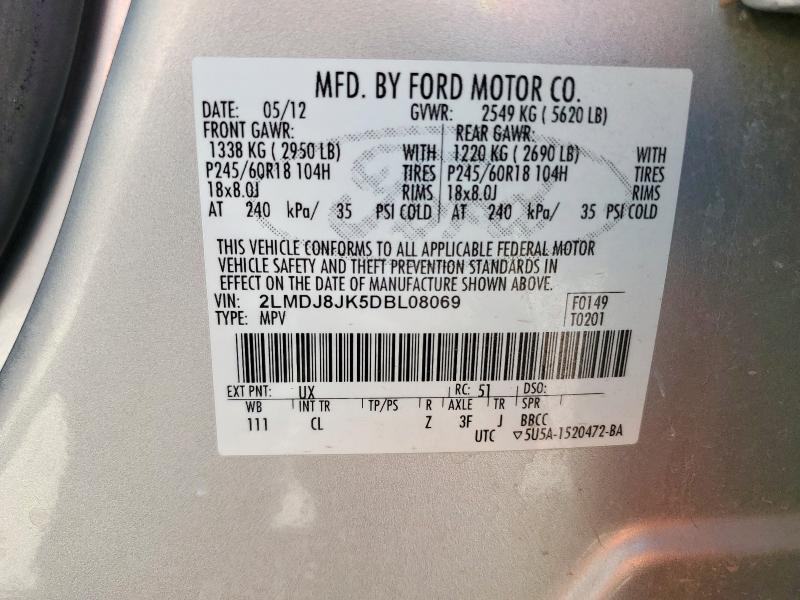 MFD. BY FORD MOTOR CO.
DATE: 05/12 GVWR: 2549 KG ( 5620 LB)
FRONT GAWR: REAR GAWR:
1338 KG ( 2950 LB) WITH 1220 KG ( 2690 LB) WITH
P245/60R18 104H TIRES P245/60R18 104H TIRES
18x8.0J RIMS 18x8.0J RIMS
AT 240 kPa/ 35 PSI COLD AT 240 kPa/ 35 PSI COLD
THIS VEHICLE CONFORMS TO ALL APPLICABLE FEDERAL MOTOR
VEHICLE SAFETY AND THEFT PREVENTION STANDARDS IN
EFFECT ON THE DATE OF MANUFACTURE SHOWN ABOVE.
VIN: 2LMDJ8JK5DBL08069 F0149
TYPE: MPV T0201
EXT PNT: UX RC: 51 DSO:
WB INT TR TP/PS R AXLE TR SPR
111 CL Z 3F J BBCC
UTC ▽5U5A-1520472-BA